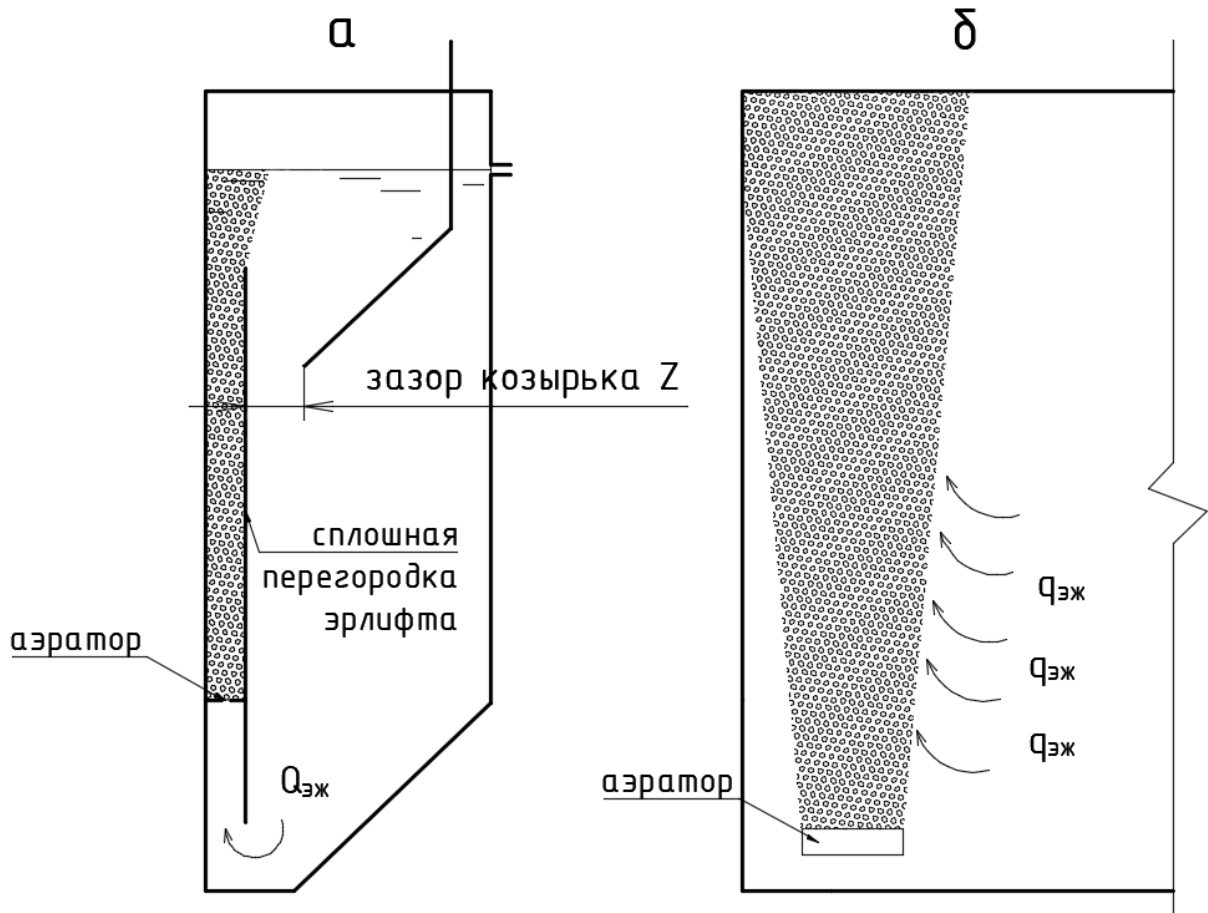 а
б
зазор козырька Z
сплошная
перегородка
эрлифта
аэратор
Qэж
qэж
qэж
qэж
аэратор